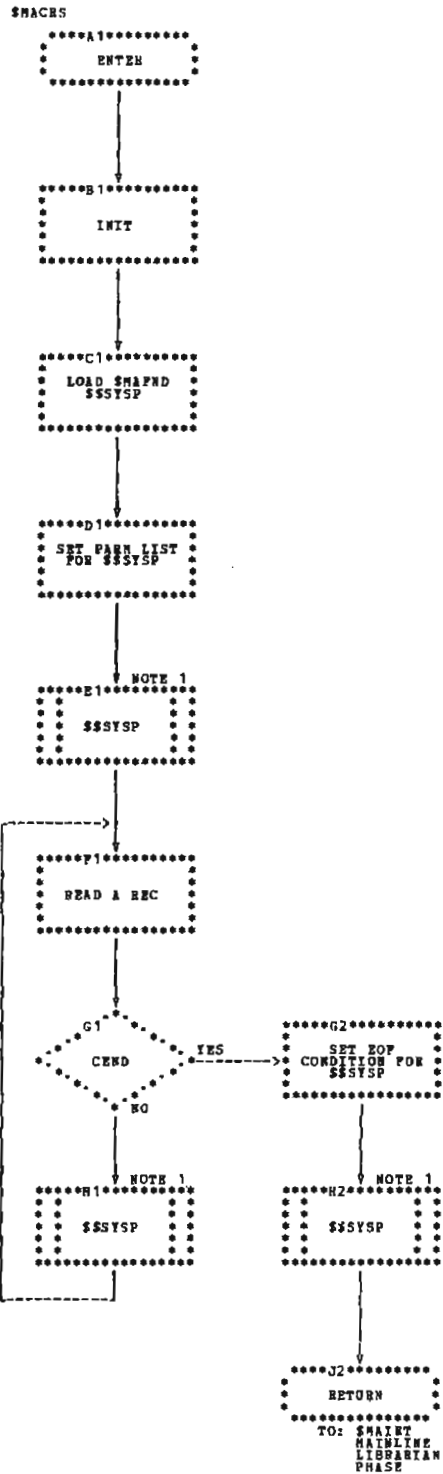 $MACRS
A1
ENTER
B1
INIT
C1
LOAD $MAFND
$$SYSP
D1
SET PARM LIST
FOR $$SYSP
NOTE 1
E1
$$SYSP
F1
READ A REC
G1
CEND
YES
NO
G2
SET EOF
CONDITION FOR
$$SYSP
NOTE 1
H1
$$SYSP
NOTE 1
H2
$$SYSP
J2
RETURN
TO: $MAINT
MAINLINE
LIBRARIAN
PHASE